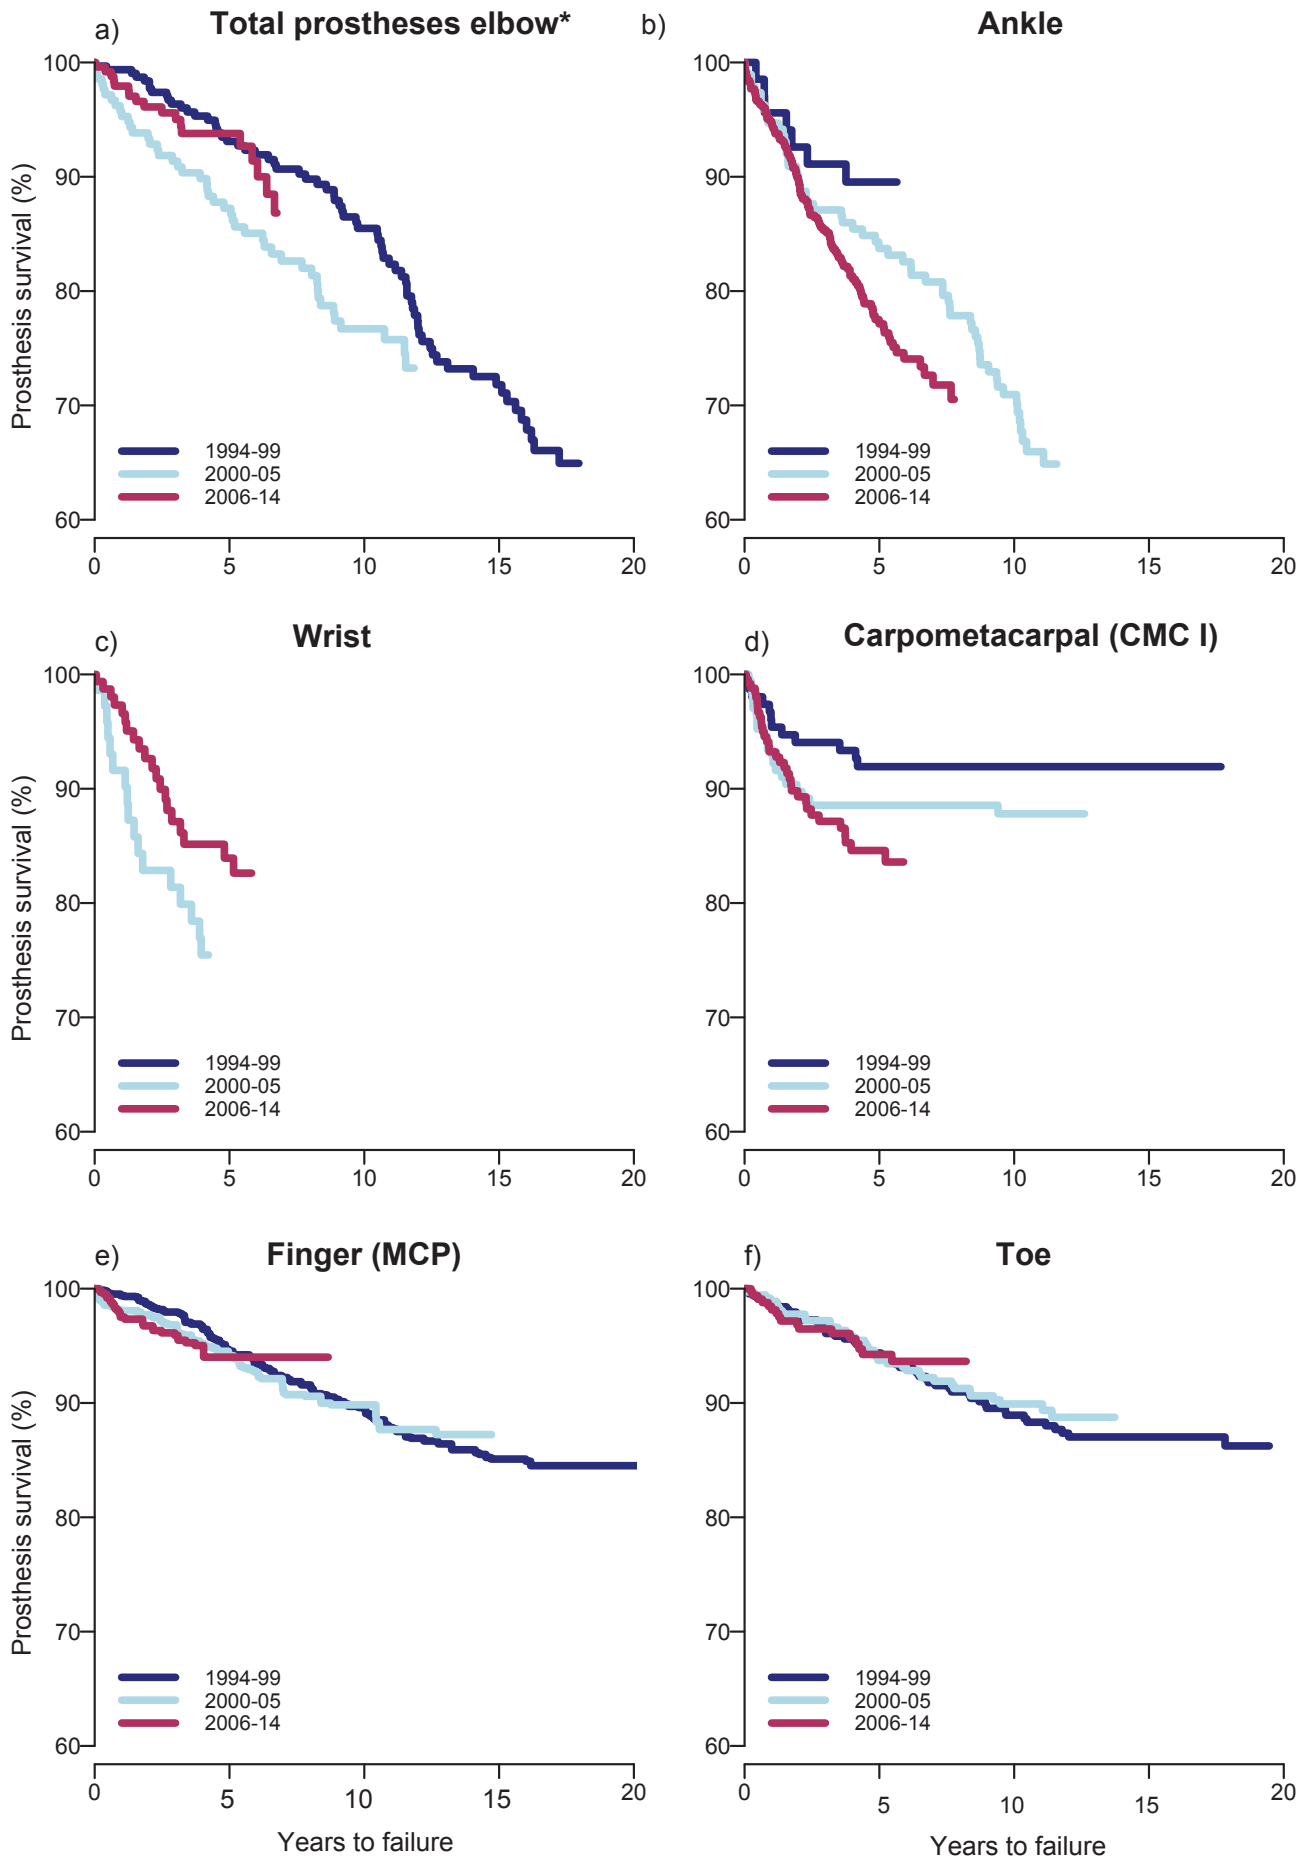 a) Total prostheses elbow*
100
90
80
70
60
Prosthesis survival (%)
1994-99
2000-05
2006-14
0 5 10 15 20
b) Ankle
100
90
80
70
60
1994-99
2000-05
2006-14
0 5 10 15 20
c) Wrist
100
90
80
70
60
Prosthesis survival (%)
1994-99
2000-05
2006-14
0 5 10 15 20
d) Carpometacarpal (CMC I)
100
90
80
70
60
1994-99
2000-05
2006-14
0 5 10 15 20
e) Finger (MCP)
100
90
80
70
60
Prosthesis survival (%)
1994-99
2000-05
2006-14
0 5 10 15 20
Years to failure
f) Toe
100
90
80
70
60
1994-99
2000-05
2006-14
0 5 10 15 20
Years to failure